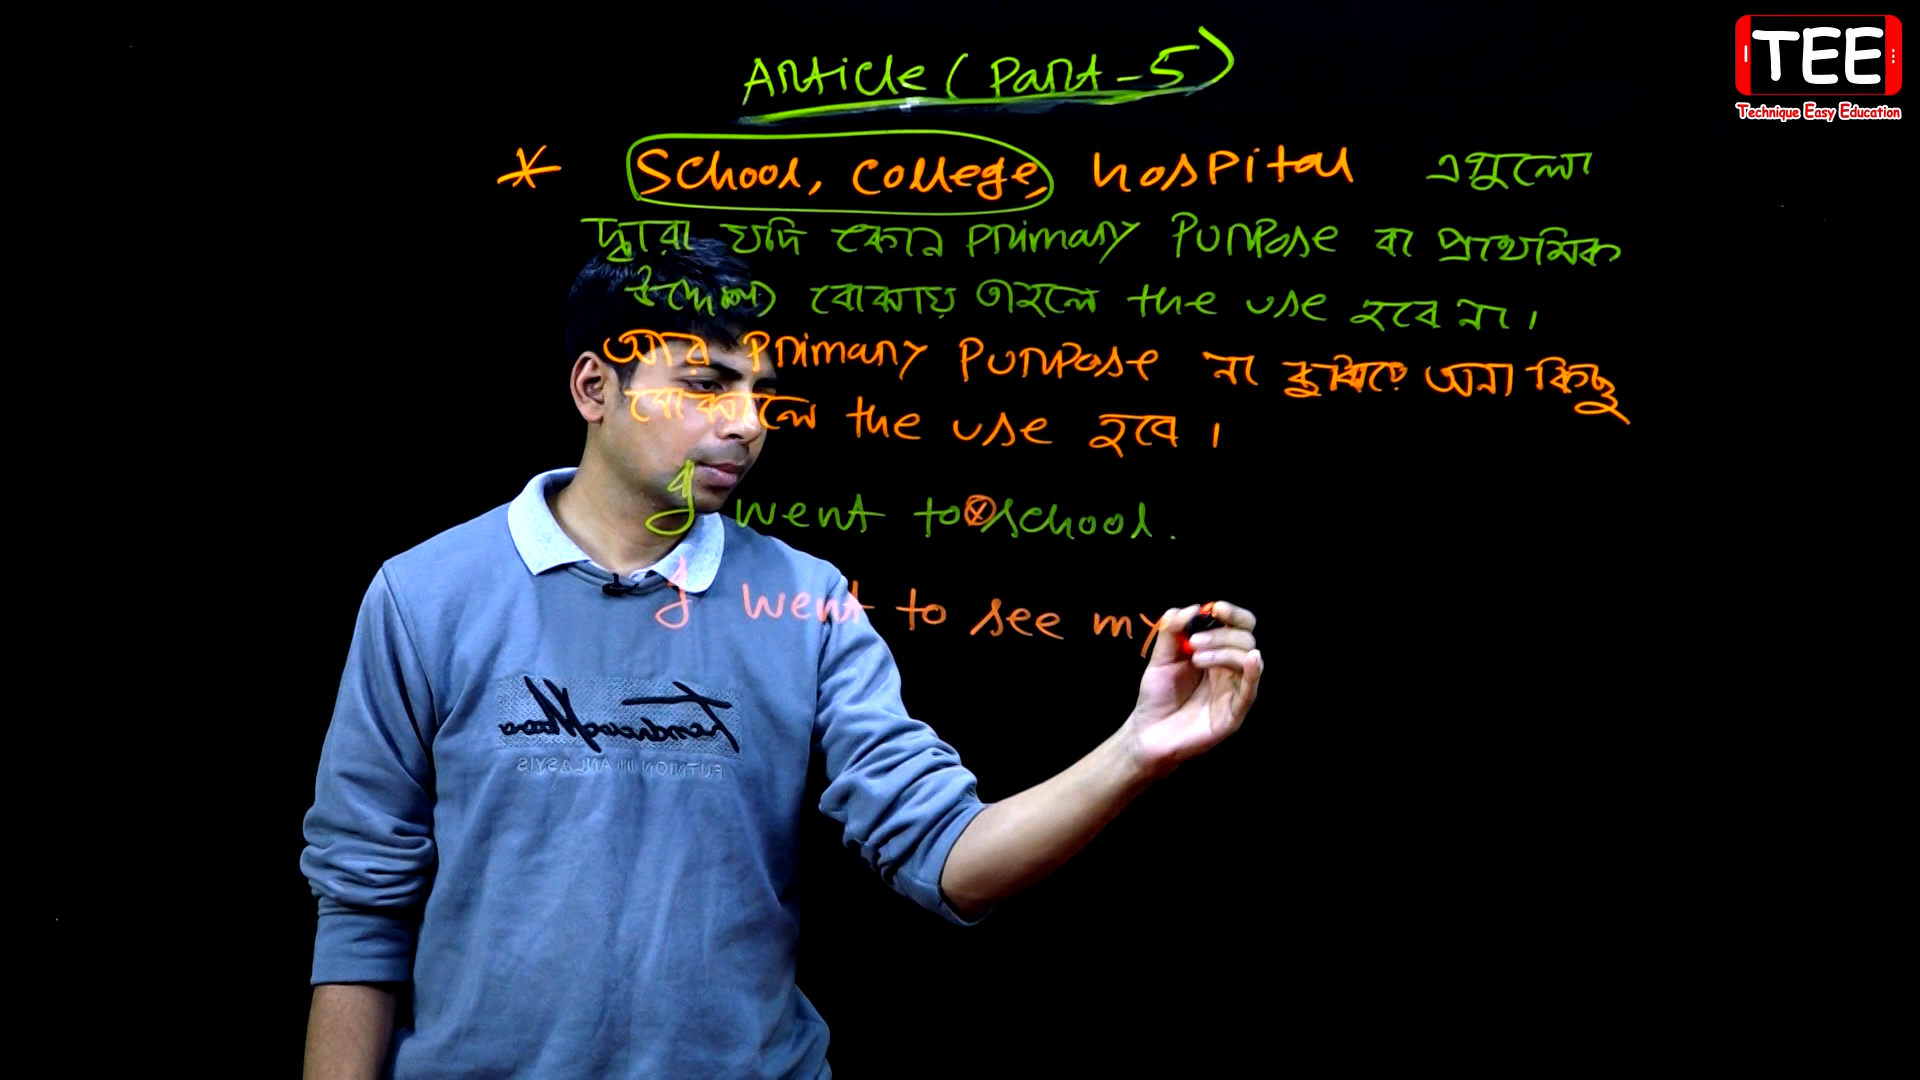 Article (Part-5)
TEE
Technique Easy Education
* School, College, hospital এগুলো
দ্বারা যদি কোন Primary Purpose বা প্রাথমিক
উদ্দেশ্য বোঝায় তাহলে the use হবে না।
আর Primary Purpose না বুঝিয়ে অন্য কিছু
বোঝালে the use হবে।
I went to ⓧ school.
I went to see my